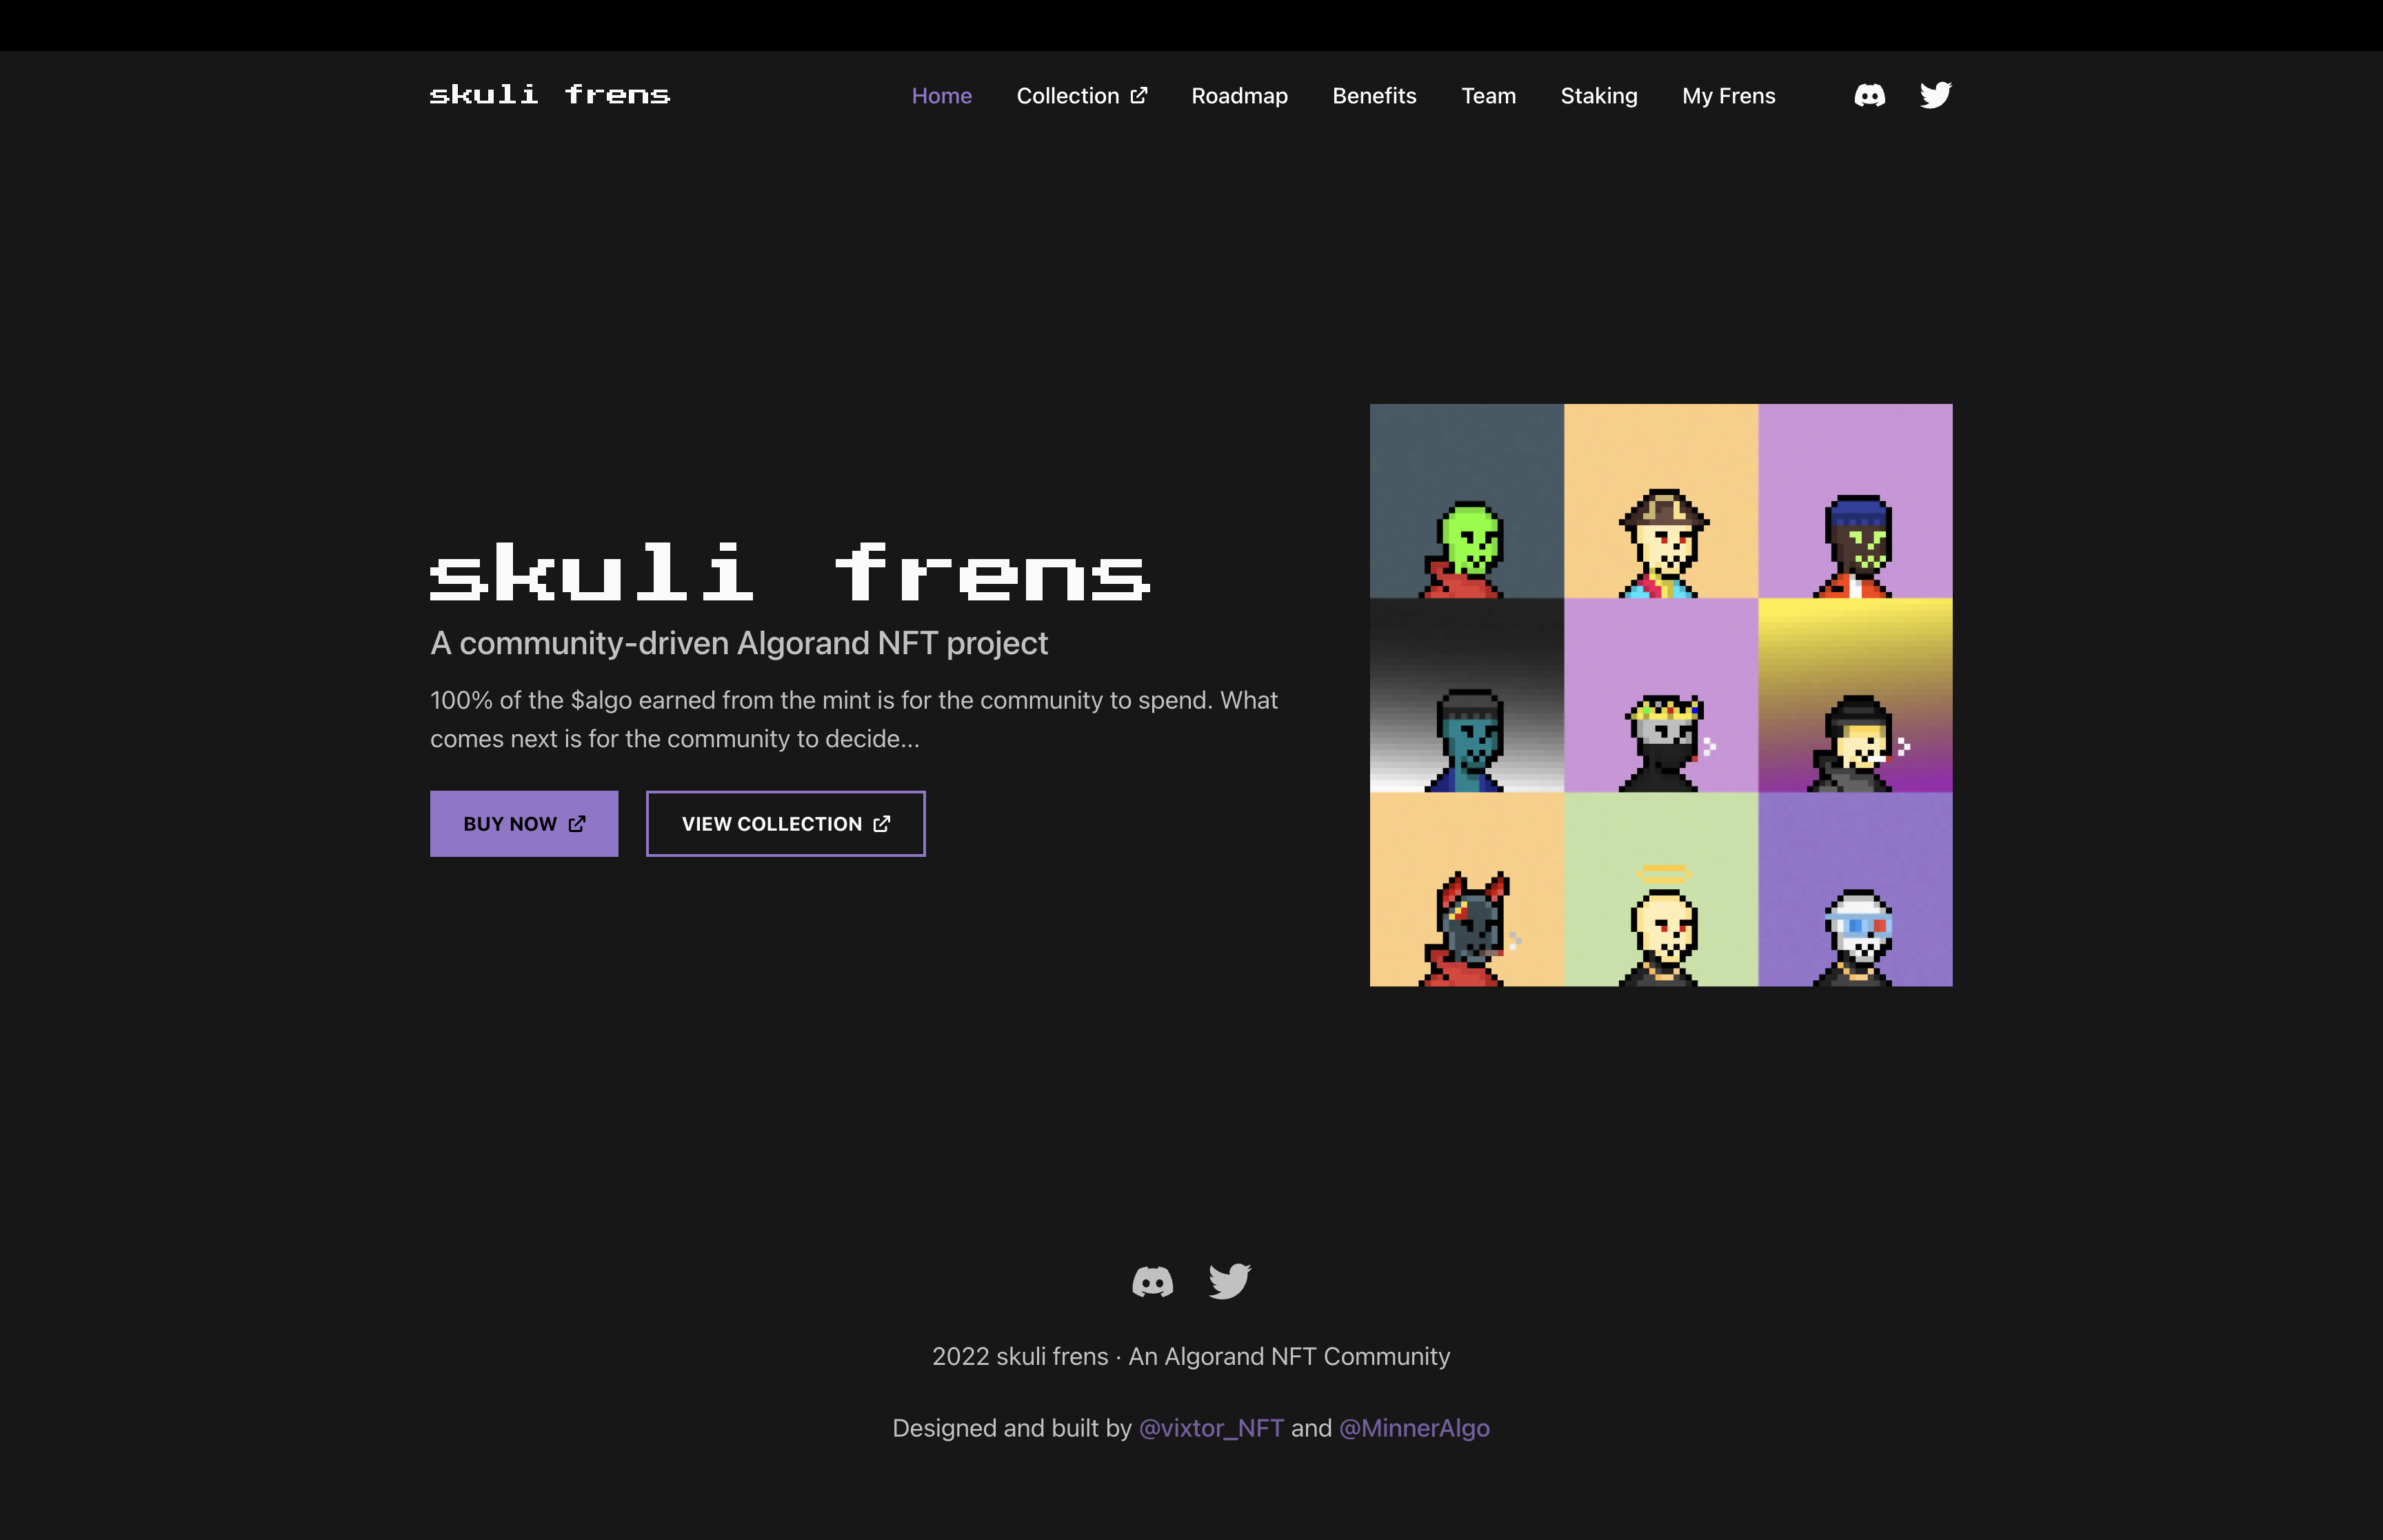 skuli frens
Home Collection Roadmap Benefits Team Staking My Frens
skuli frens
A community-driven Algorand NFT project
100% of the $algo earned from the mint is for the community to spend. What
comes next is for the community to decide...
BUY NOW VIEW COLLECTION
2022 skuli frens · An Algorand NFT Community
Designed and built by @vixtor_NFT and @MinnerAlgo